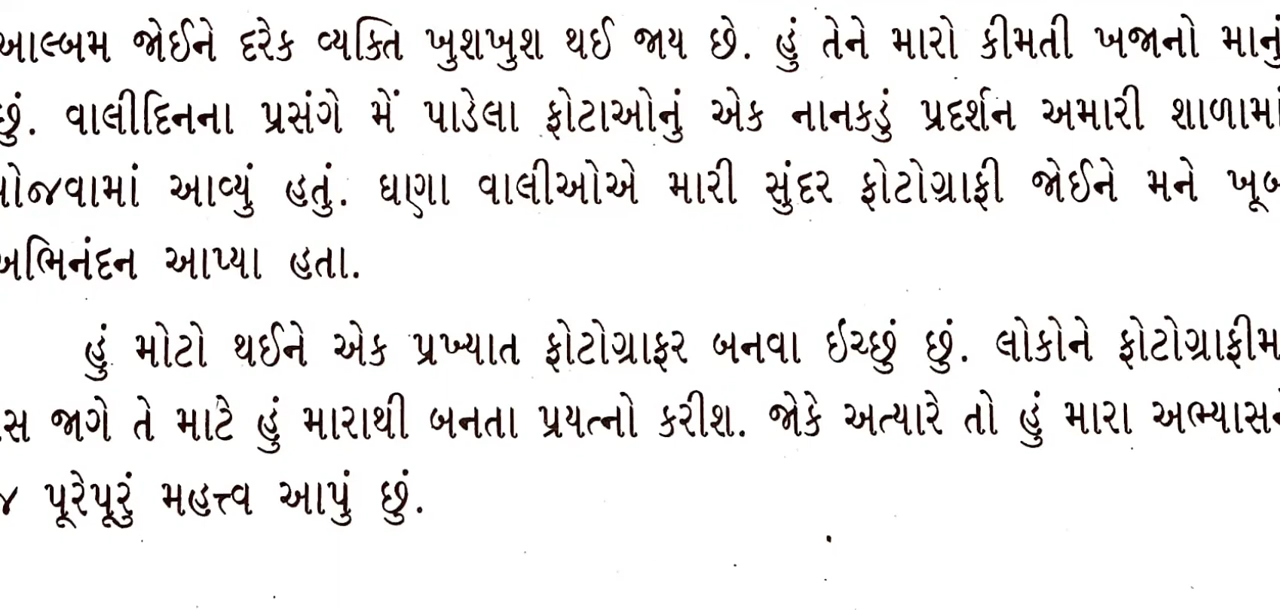 આલ્બમ જોઈને દરેક વ્યક્તિ ખુશખુશ થઈ જાય છે. હું તેને મારો કીમતી ખજાનો માનું
છું. વાલીદિનના પ્રસંગે મેં પાડેલા ફોટાઓનું એક નાનકડું પ્રદર્શન અમારી શાળામાં
યોજવામાં આવ્યું હતું. ઘણા વાલીઓએ મારી સુંદર ફોટોગ્રાફી જોઈને મને ખૂબ
અભિનંદન આપ્યા હતા.
હું મોટો થઈને એક પ્રખ્યાત ફોટોગ્રાફર બનવા ઈચ્છું છું. લોકોને ફોટોગ્રાફીમ
સ જાગે તે માટે હું મારાથી બનતા પ્રયત્નો કરીશ. જોકે અત્યારે તો હું મારા અભ્યાસને
જ પૂરેપૂરું મહત્ત્વ આપું છું.